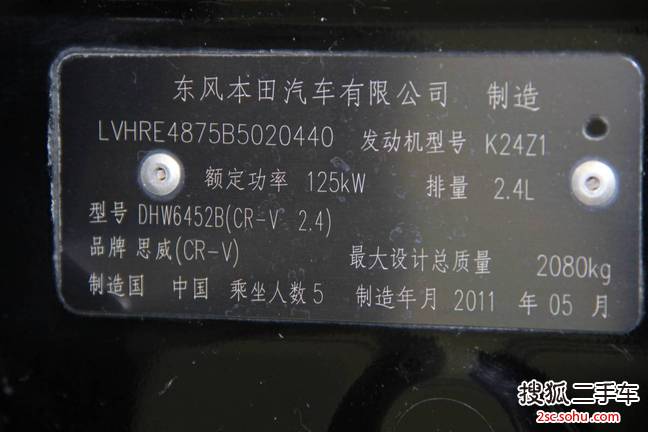 东风本田汽车有限公司 制造
LVHRE4875B5020440 发动机型号 K24Z1
额定功率 125kW 排量 2.4L
型号 DHW6452B(CR-V 2.4)
品牌 思威(CR-V) 最大设计总质量 2080kg
制造国 中国 乘坐人数 5 制造年月 2011 年 05 月
搜狐二手车
2sc.sohu.com